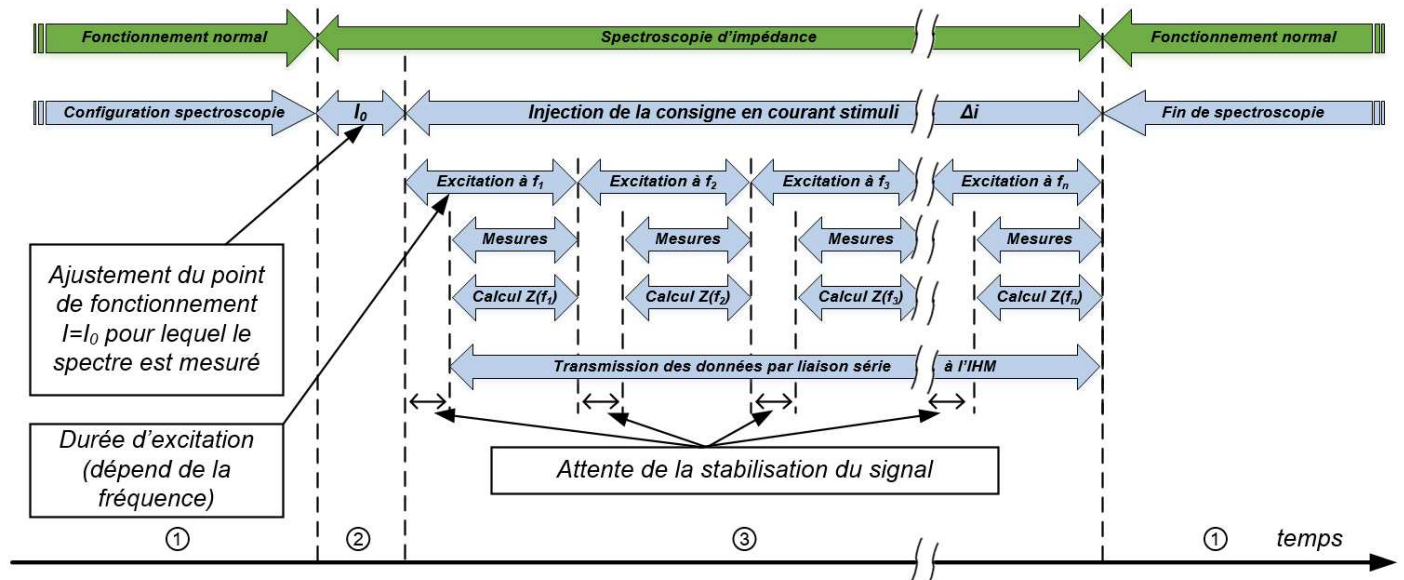 Fonctionnement normal
Spectroscopie d'impédance
Fonctionnement normal
Configuration spectroscopie
I0
Injection de la consigne en courant stimuli
Δi
Fin de spectroscopie
Excitation à f1
Excitation à f2
Excitation à f3
Excitation à fn
Mesures
Mesures
Mesures
Mesures
Calcul Z(f1)
Calcul Z(f2)
Calcul Z(f3)
Calcul Z(fn)
Ajustement du point
de fonctionnement
I=I0 pour lequel le
spectre est mesuré
Transmission des données par liaison série
à l'IHM
Durée d'excitation
(dépend de la
fréquence)
Attente de la stabilisation du signal
①
②
③
①
temps